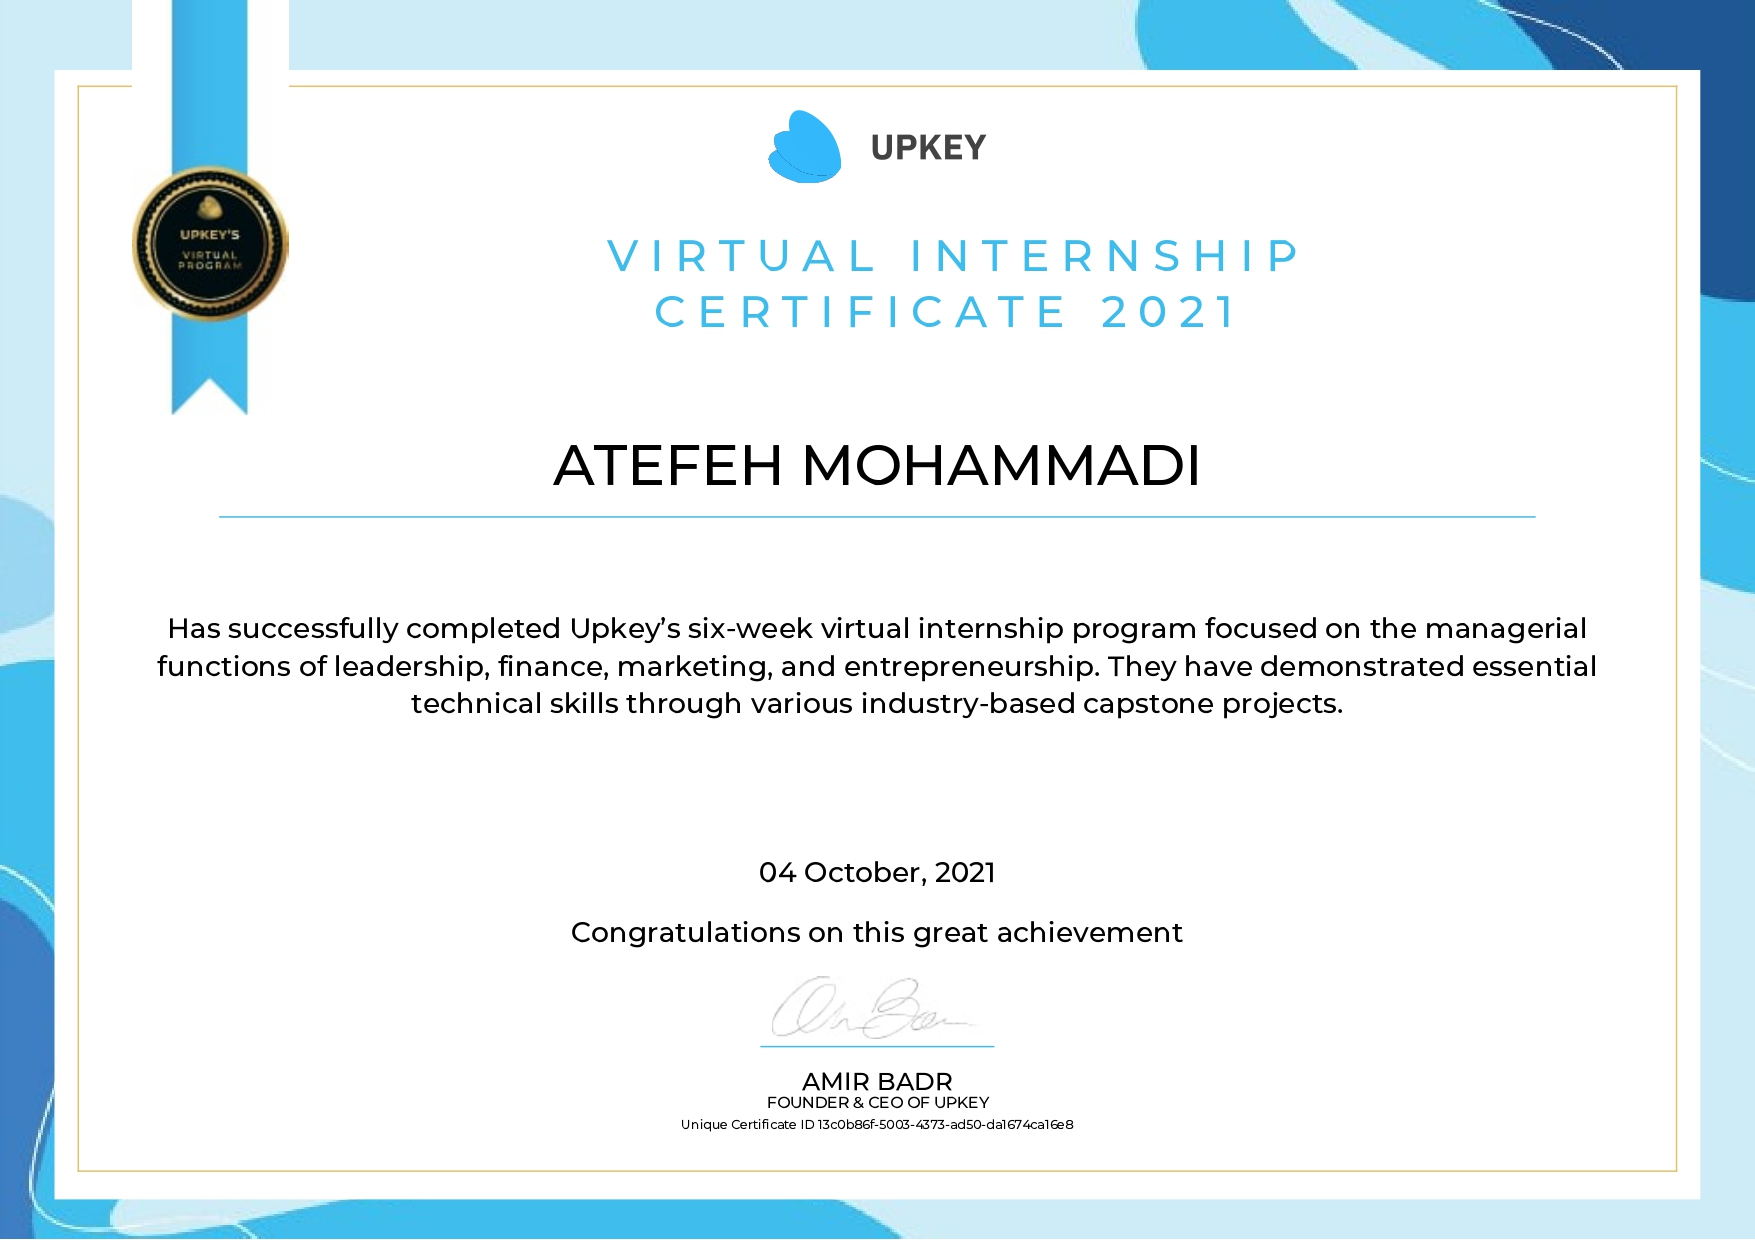 UPKEY
UPKEY'S
VIRTUAL
PROGRAM
VIRTUAL INTERNSHIP
CERTIFICATE 2021
ATEFEH MOHAMMADI
Has successfully completed Upkey’s six-week virtual internship program focused on the managerial
functions of leadership, finance, marketing, and entrepreneurship. They have demonstrated essential
technical skills through various industry-based capstone projects.
04 October, 2021
Congratulations on this great achievement
AMIR BADR
FOUNDER & CEO OF UPKEY
Unique Certificate ID 13c0b86f-5003-4373-ad50-da1674ca16e8